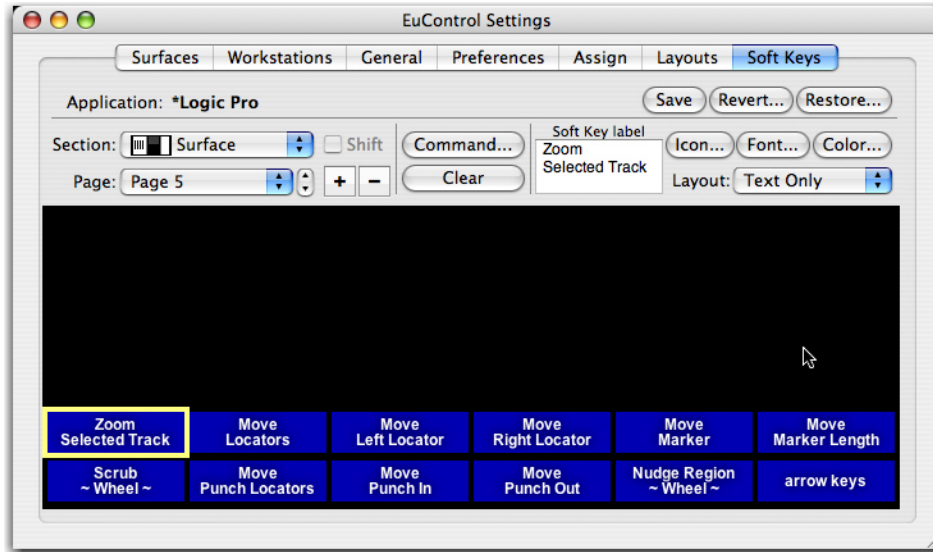 EuControl Settings
Surfaces Workstations General Preferences Assign Layouts Soft Keys
Application: *Logic Pro
Save Revert... Restore...
Section: Surface Shift Command...
Soft Key label
Zoom
Selected Track
Icon... Font... Color...
Page: Page 5 + − Clear
Layout: Text Only
Zoom
Selected Track
Move
Locators
Move
Left Locator
Move
Right Locator
Move
Marker
Move
Marker Length
Scrub
~ Wheel ~
Move
Punch Locators
Move
Punch In
Move
Punch Out
Nudge Region
~ Wheel ~
arrow keys